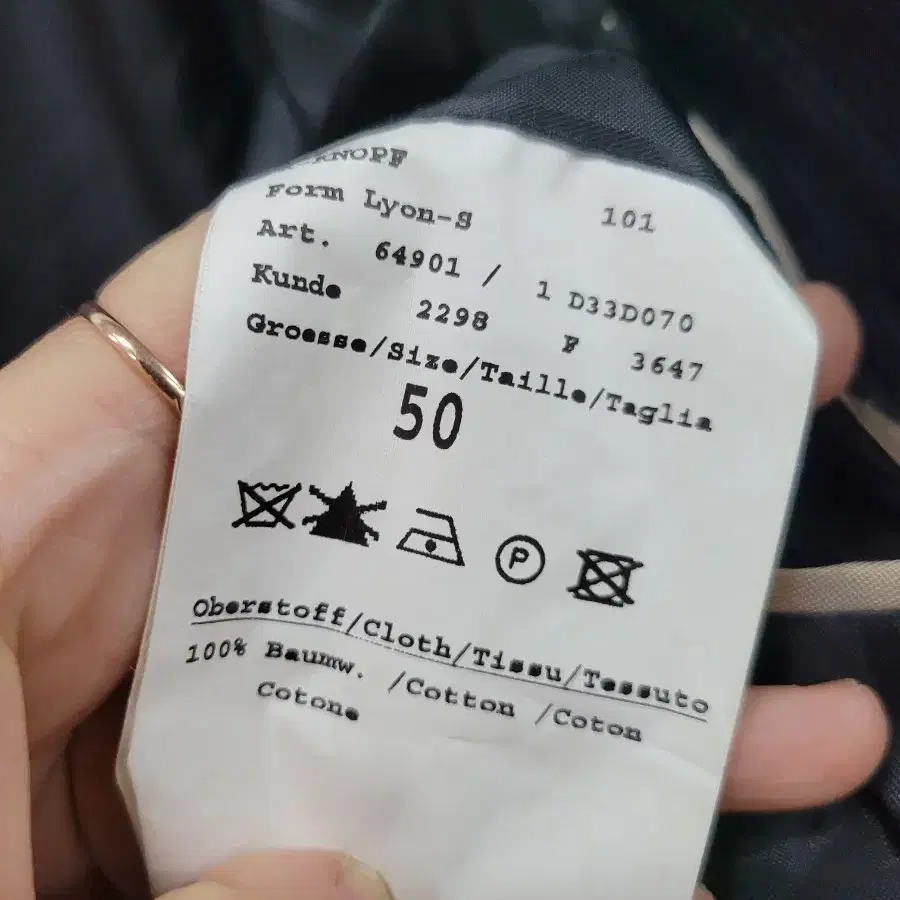 Form Lyon-S 101
Art. 64901 / 1 D33D070
Kunde 2298 F 3647
Groesse/Size/Taille/Taglia
50
P
Oberstoff/Cloth/Tissu/Tessuto
100% Baumw. /Cotton /Coton
Cotone